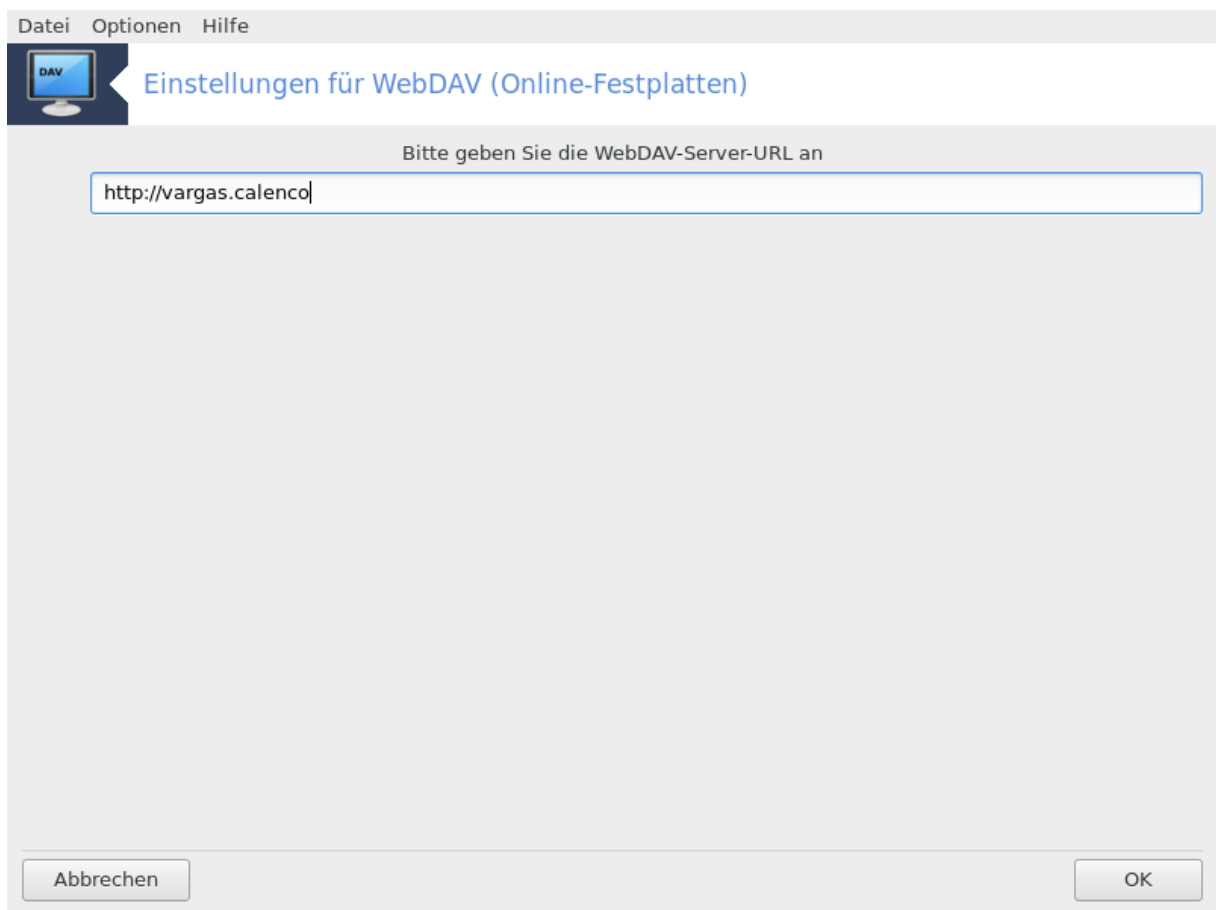 Datei Optionen Hilfe
DAV
Einstellungen für WebDAV (Online-Festplatten)
Bitte geben Sie die WebDAV-Server-URL an
http://vargas.calenco
Abbrechen OK